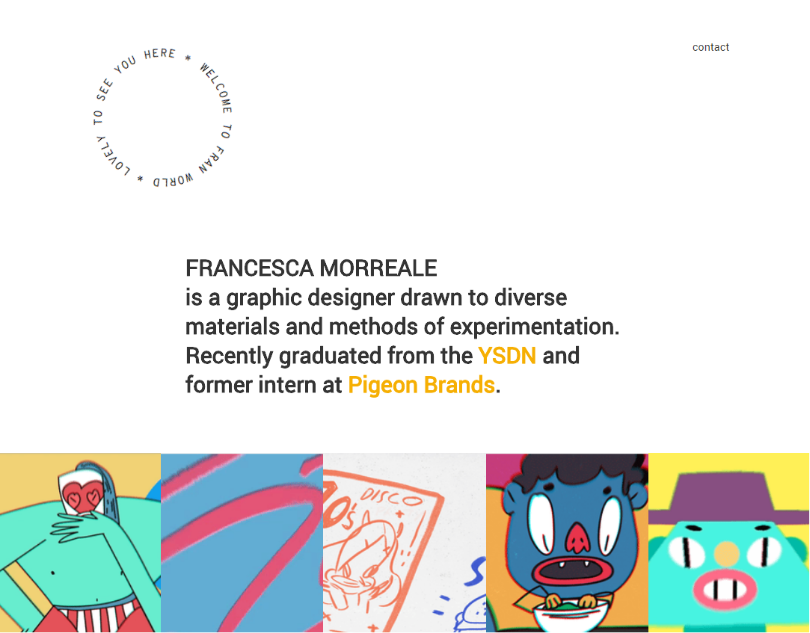 WELCOME TO FRAN WORLD * LOVELY TO SEE YOU HERE *
contact
FRANCESCA MORREALE
is a graphic designer drawn to diverse
materials and methods of experimentation.
Recently graduated from the YSDN and
former intern at Pigeon Brands.
DISCO